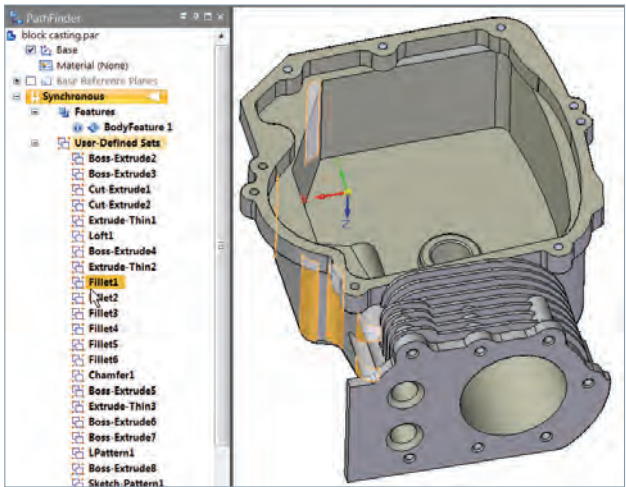 PathFinder
block casting.par
Base
Material (None)
Base Reference Planes
Synchronous
Features
BodyFeature 1
User-Defined Sets
Boss-Extrude2
Boss-Extrude3
Cut-Extrude1
Cut-Extrude2
Extrude-Thin1
Loft1
Boss-Extrude4
Extrude-Thin2
Fillet1
Fillet2
Fillet3
Fillet4
Fillet5
Fillet6
Chamfer1
Boss-Extrude5
Extrude-Thin3
Boss-Extrude6
Boss-Extrude7
LPattern1
Boss-Extrude8
Sketch-Pattern1
Z